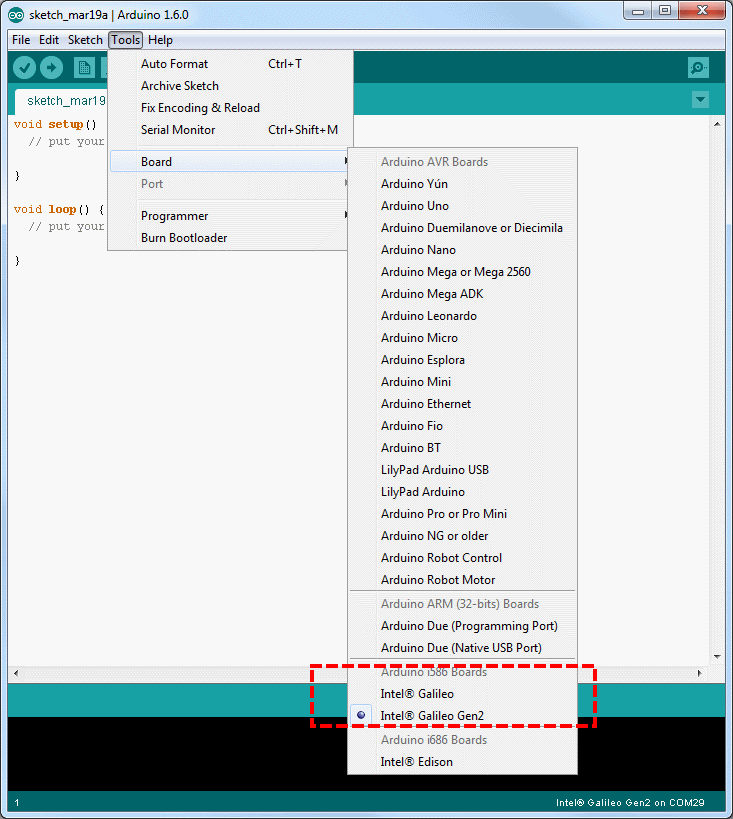 sketch_mar19a | Arduino 1.6.0
File Edit Sketch Tools Help
Auto Format Ctrl+T
Archive Sketch
Fix Encoding & Reload
Serial Monitor Ctrl+Shift+M
Board
Port
Programmer
Burn Bootloader
sketch_mar19
void setup()
// put your
}
void loop() {
// put your
}
Arduino AVR Boards
Arduino Yún
Arduino Uno
Arduino Duemilanove or Diecimila
Arduino Nano
Arduino Mega or Mega 2560
Arduino Mega ADK
Arduino Leonardo
Arduino Micro
Arduino Esplora
Arduino Mini
Arduino Ethernet
Arduino Fio
Arduino BT
LilyPad Arduino USB
LilyPad Arduino
Arduino Pro or Pro Mini
Arduino NG or older
Arduino Robot Control
Arduino Robot Motor
Arduino ARM (32-bits) Boards
Arduino Due (Programming Port)
Arduino Due (Native USB Port)
Arduino i586 Boards
Intel® Galileo
Intel® Galileo Gen2
Arduino i686 Boards
Intel® Edison
1 Intel® Galileo Gen2 on COM29